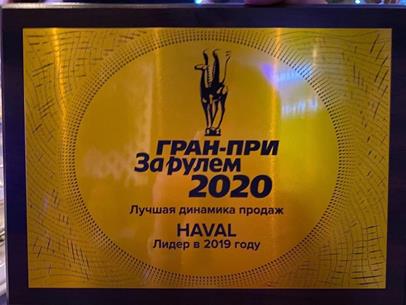 ГРАН-ПРИ
За рулем
2020
Лучшая динамика продаж
HAVAL
Лидер в 2019 году